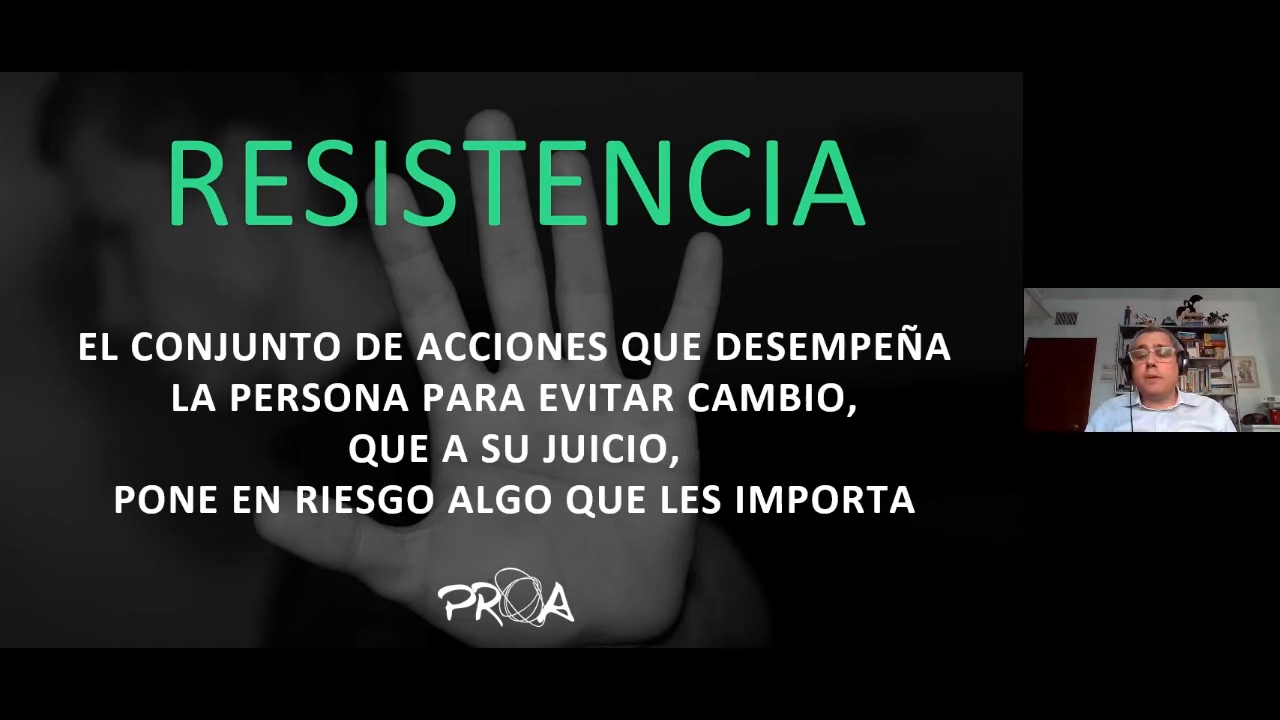 RESISTENCIA
EL CONJUNTO DE ACCIONES QUE DESEMPEÑA
LA PERSONA PARA EVITAR CAMBIO,
QUE A SU JUICIO,
PONE EN RIESGO ALGO QUE LES IMPORTA
PROA